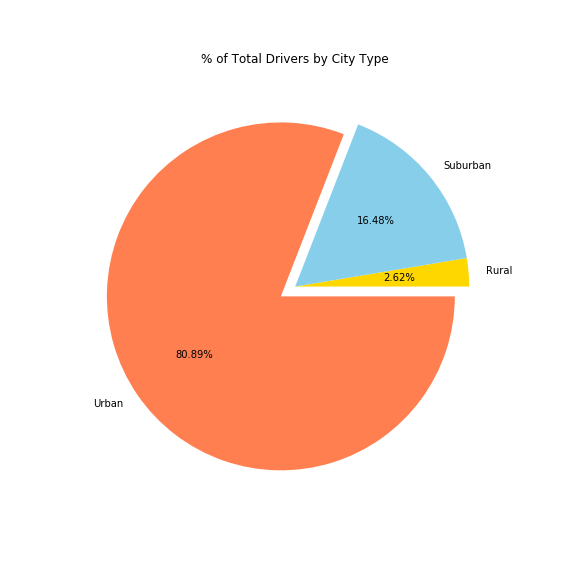 % of Total Drivers by City Type
Suburban
16.48%
Rural
2.62%
80.89%
Urban